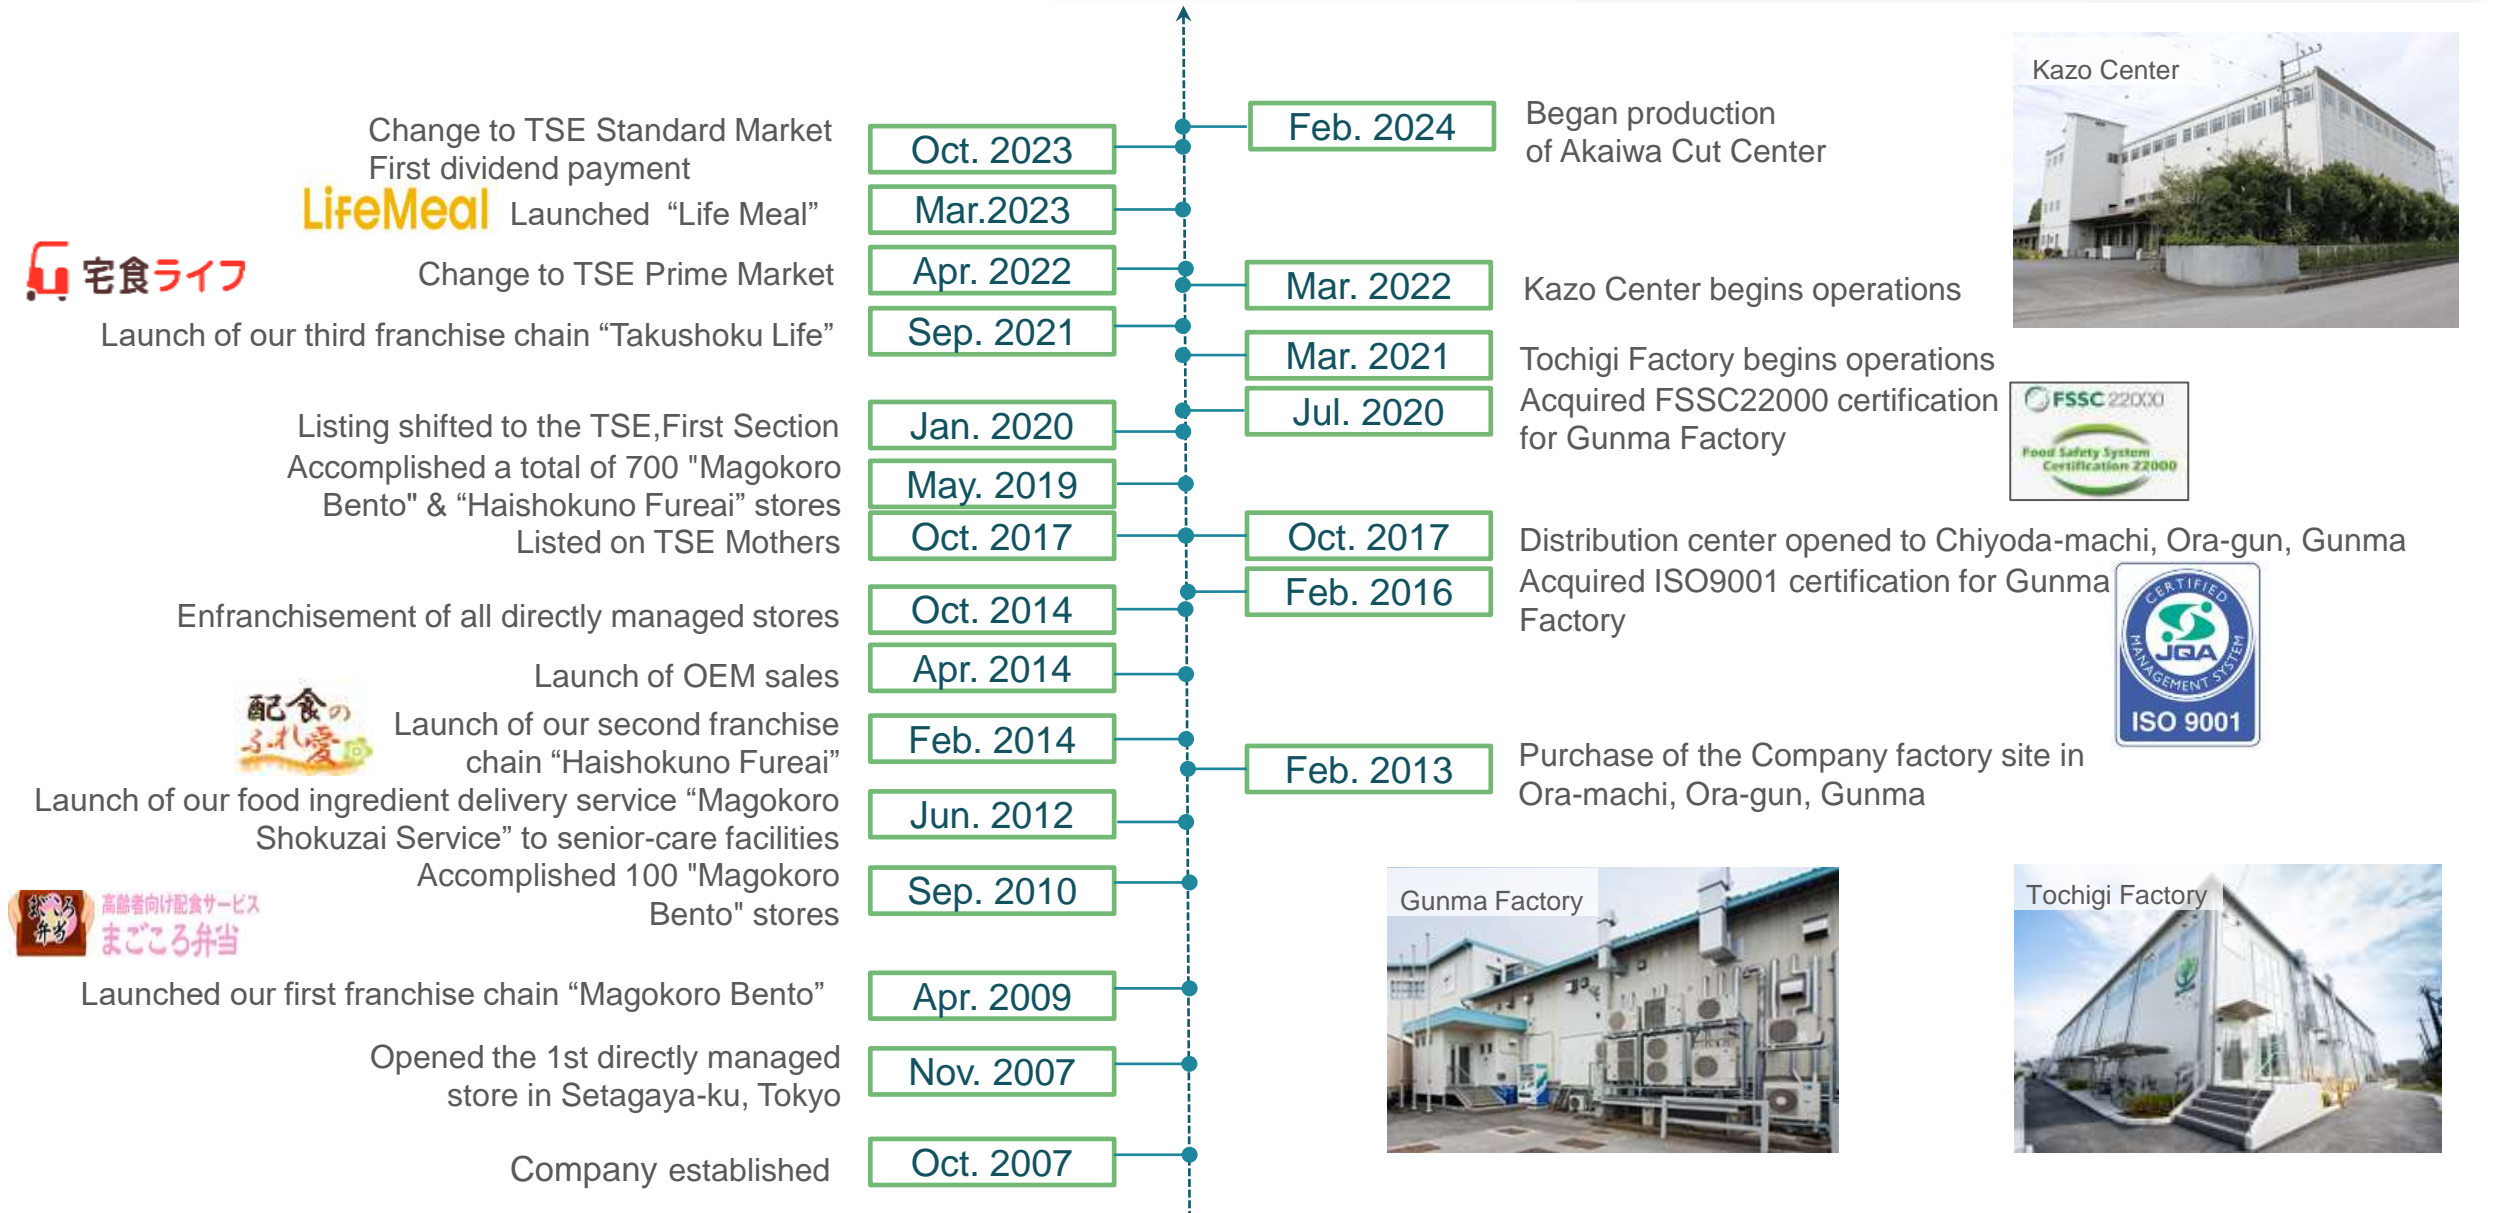 Change to TSE Standard Market
First dividend payment
Oct. 2023
LifeMeal
Launched “Life Meal”
Mar.2023
宅食ライフ
Change to TSE Prime Market
Apr. 2022
Launch of our third franchise chain “Takushoku Life”
Sep. 2021
Listing shifted to the TSE,First Section
Jan. 2020
Accomplished a total of 700 "Magokoro
Bento" & “Haishokuno Fureai” stores
May. 2019
Listed on TSE Mothers
Oct. 2017
Enfranchisement of all directly managed stores
Oct. 2014
Launch of OEM sales
Apr. 2014
配食の
ふれ愛
Launch of our second franchise
chain “Haishokuno Fureai”
Feb. 2014
Launch of our food ingredient delivery service “Magokoro
Shokuzai Service” to senior-care facilities
Jun. 2012
Accomplished 100 "Magokoro
Bento" stores
Sep. 2010
まごころ
弁当
高齢者向け配食サービス
まごころ弁当
Launched our first franchise chain “Magokoro Bento”
Apr. 2009
Opened the 1st directly managed
store in Setagaya-ku, Tokyo
Nov. 2007
Company established
Oct. 2007
Feb. 2024
Began production
of Akaiwa Cut Center
Kazo Center
Mar. 2022
Kazo Center begins operations
Mar. 2021
Tochigi Factory begins operations
Jul. 2020
Acquired FSSC22000 certification
for Gunma Factory
FSSC 22000
Food Safety System
Certification 22000
Oct. 2017
Distribution center opened to Chiyoda-machi, Ora-gun, Gunma
Feb. 2016
Acquired ISO9001 certification for Gunma
Factory
CERTIFIED
JQA
MANAGEMENT SYSTEM
ISO 9001
Feb. 2013
Purchase of the Company factory site in
Ora-machi, Ora-gun, Gunma
Gunma Factory
Tochigi Factory